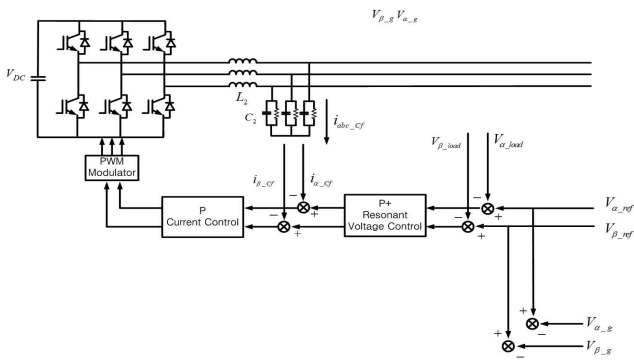 V_{β_g} V_{α_g}
V_{DC}
L_2
C_2
i_{abc_Cf}
V_{β_load} V_{α_load}
PWM
Modulator
i_{β_Cf} i_{α_Cf}
− − − −
P
Current Control
P+
Resonant
Voltage Control
+ + + +
V_{α_ref}
V_{β_ref}
+ −
V_{α_g}
+ −
V_{β_g}